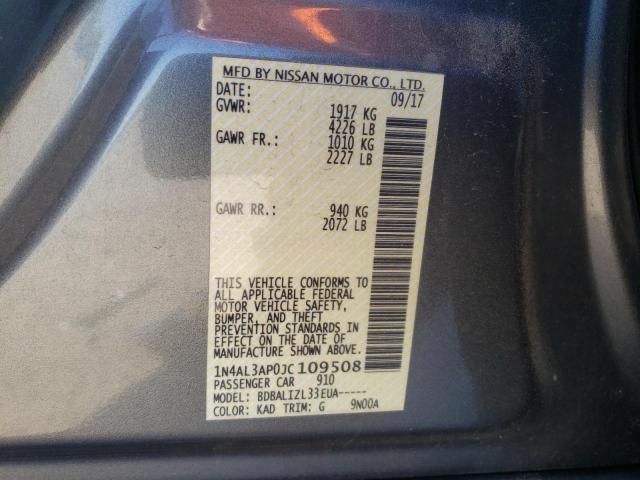 MFD BY NISSAN MOTOR CO., LTD.
DATE: 09/17
GVWR: 1917 KG
4226 LB
GAWR FR.: 1010 KG
2227 LB
GAWR RR.: 940 KG
2072 LB
THIS VEHICLE CONFORMS TO
ALL APPLICABLE FEDERAL
MOTOR VEHICLE SAFETY,
BUMPER, AND THEFT
PREVENTION STANDARDS IN
EFFECT ON THE DATE OF
MANUFACTURE SHOWN ABOVE.
1N4AL3AP0JC109508
PASSENGER CAR 910
MODEL: BDBALIZL33EUA-----
COLOR: KAD TRIM: G 9N00A